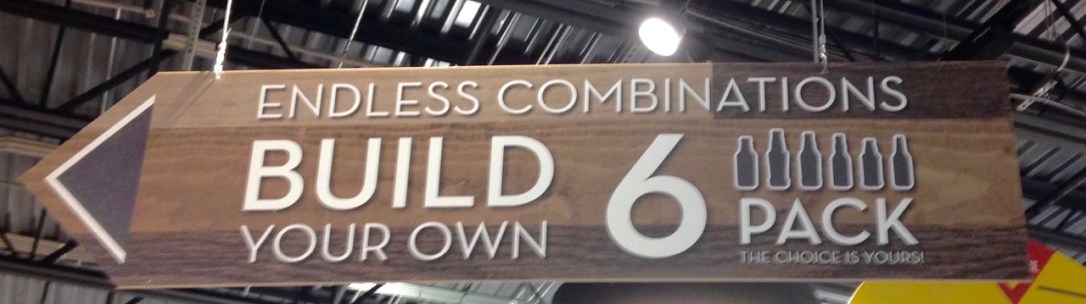 ENDLESS COMBINATIONS
BUILD
YOUR OWN
6
PACK
THE CHOICE IS YOURS!